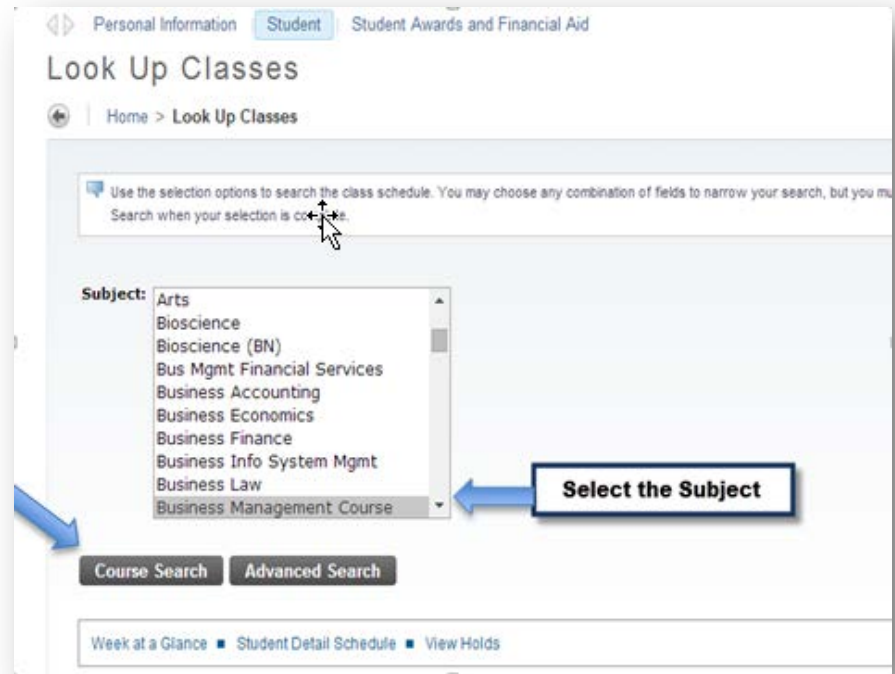 Personal Information Student Student Awards and Financial Aid
Look Up Classes
Home > Look Up Classes
Use the selection options to search the class schedule. You may choose any combination of fields to narrow your search, but you mu
Search when your selection is
Subject:
Arts
Bioscience
Bioscience (BN)
Bus Mgmt Financial Services
Business Accounting
Business Economics
Business Finance
Business Info System Mgmt
Business Law
Business Management Course
Select the Subject
Course Search Advanced Search
Week at a Glance ■ Student Detail Schedule ■ View Holds